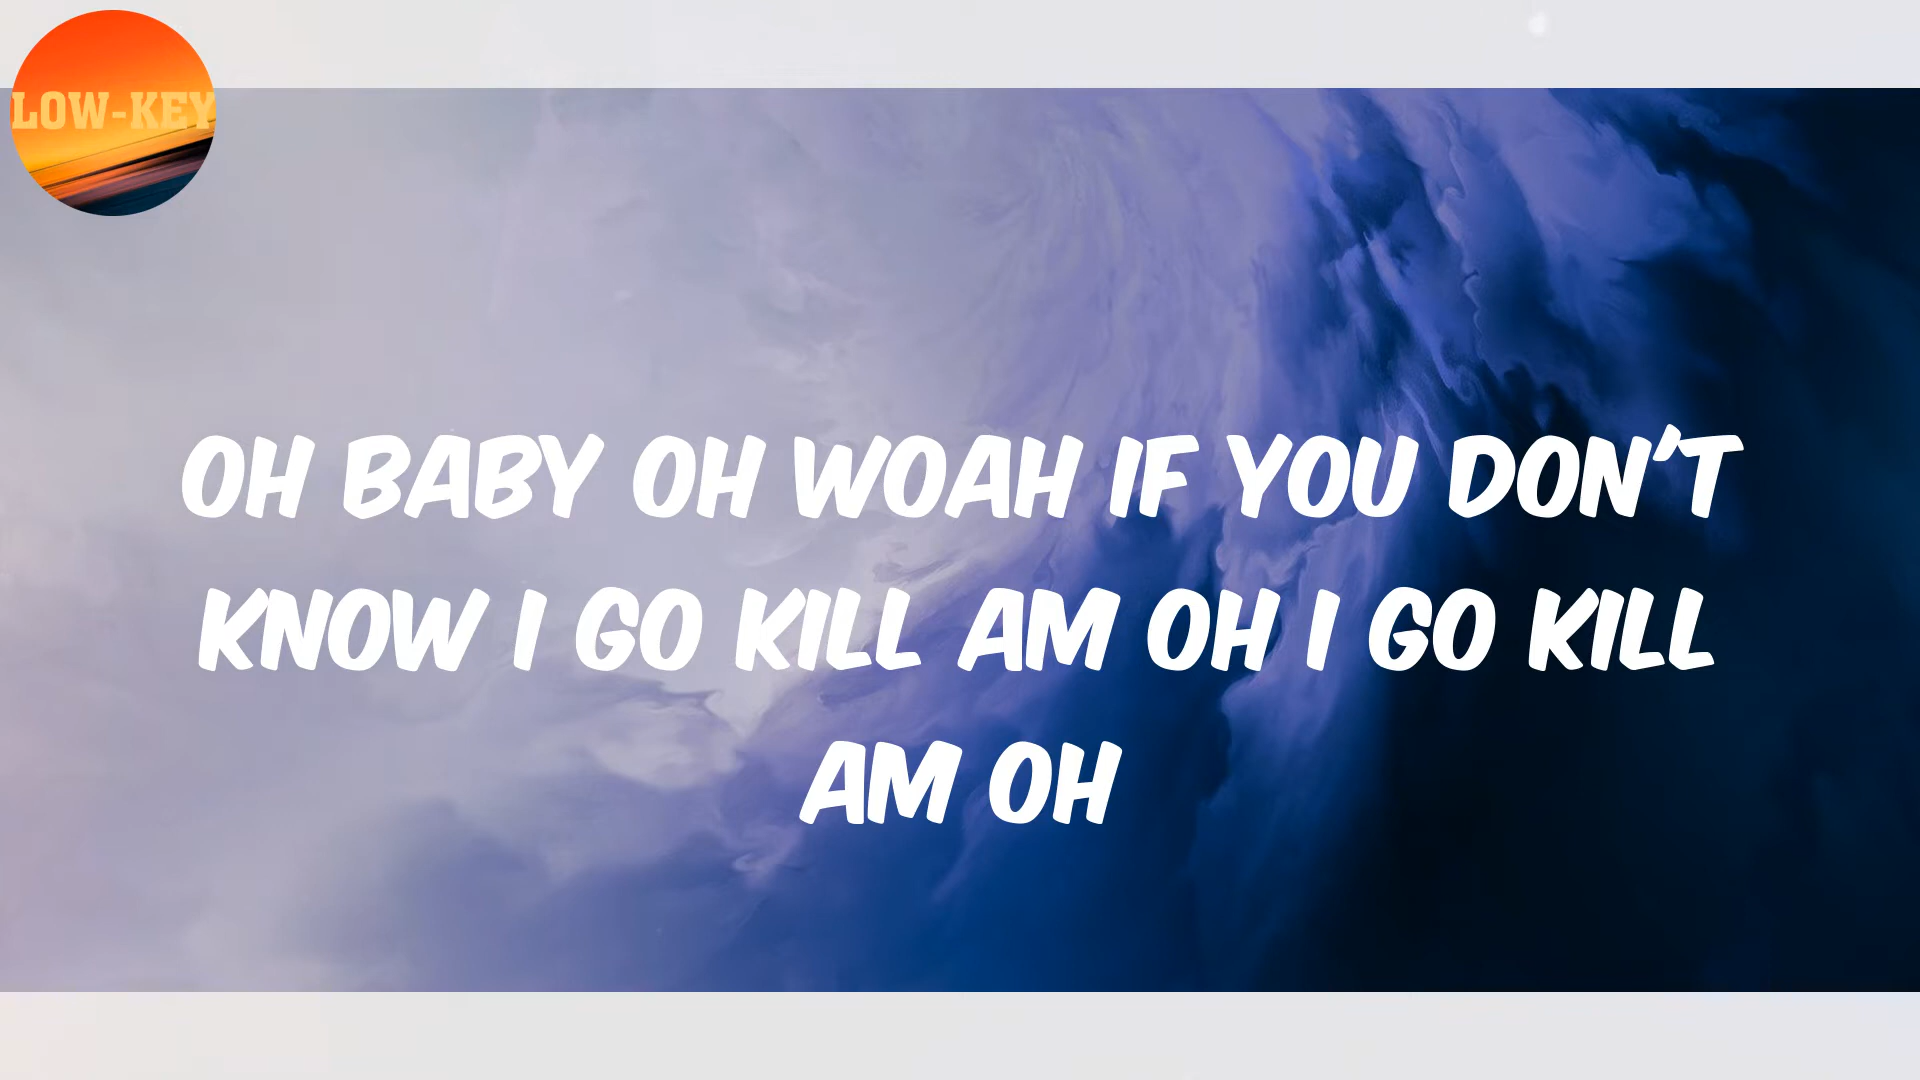 LOW-KEY
OH BABY OH WOAH IF YOU DON'T
KNOW I GO KILL AM OH I GO KILL
AM OH